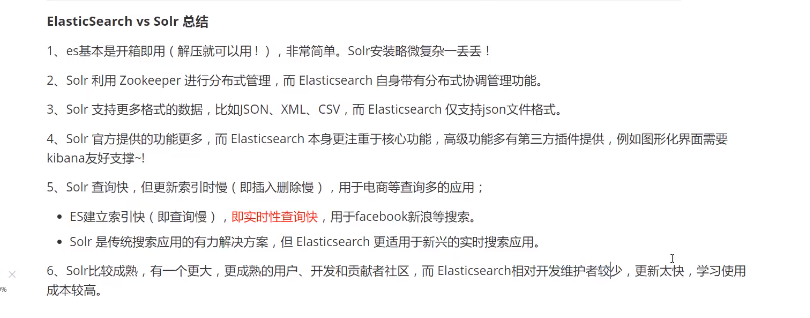 ElasticSearch vs Solr 总结
1、es基本是开箱即用（解压就可以用！），非常简单。Solr安装略微复杂一丢丢！
2、Solr 利用 Zookeeper 进行分布式管理，而 Elasticsearch 自身带有分布式协调管理功能。
3、Solr 支持更多格式的数据，比如JSON、XML、CSV，而 Elasticsearch 仅支持json文件格式。
4、Solr 官方提供的功能更多，而 Elasticsearch 本身更注重于核心功能，高级功能多有第三方插件提供，例如图形化界面需要
kibana友好支撑~!
5、Solr 查询快，但更新索引时慢（即插入删除慢），用于电商等查询多的应用；
• ES建立索引快（即查询慢），即实时性查询快，用于facebook新浪等搜索。
• Solr 是传统搜索应用的有力解决方案，但 Elasticsearch 更适用于新兴的实时搜索应用。
6、Solr比较成熟，有一个更大，更成熟的用户、开发和贡献者社区，而 Elasticsearch相对开发维护者较少，更新太快，学习使用
成本较高。